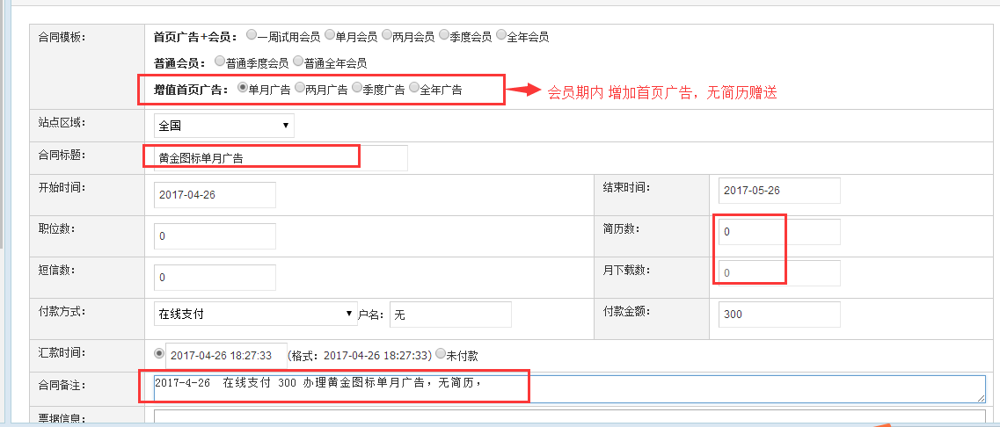 合同模板： 首页广告+会员： 一周试用会员 单月会员 两月会员 季度会员 全年会员
普通会员： 普通季度会员 普通全年会员
增值首页广告： 单月广告 两月广告 季度广告 全年广告 会员期内 增加首页广告，无简历赠送
站点区域： 全国
合同标题： 黄金图标单月广告
开始时间： 2017-04-26 结束时间： 2017-05-26
职位数： 0 简历数： 0
短信数： 0 月下载数： 0
付款方式： 在线支付 户名： 无 付款金额： 300
汇款时间： 2017-04-26 18:27:33 (格式：2017-04-26 18:27:33) 未付款
合同备注： 2017-4-26 在线支付 300 办理黄金图标单月广告，无简历，
票据信息：